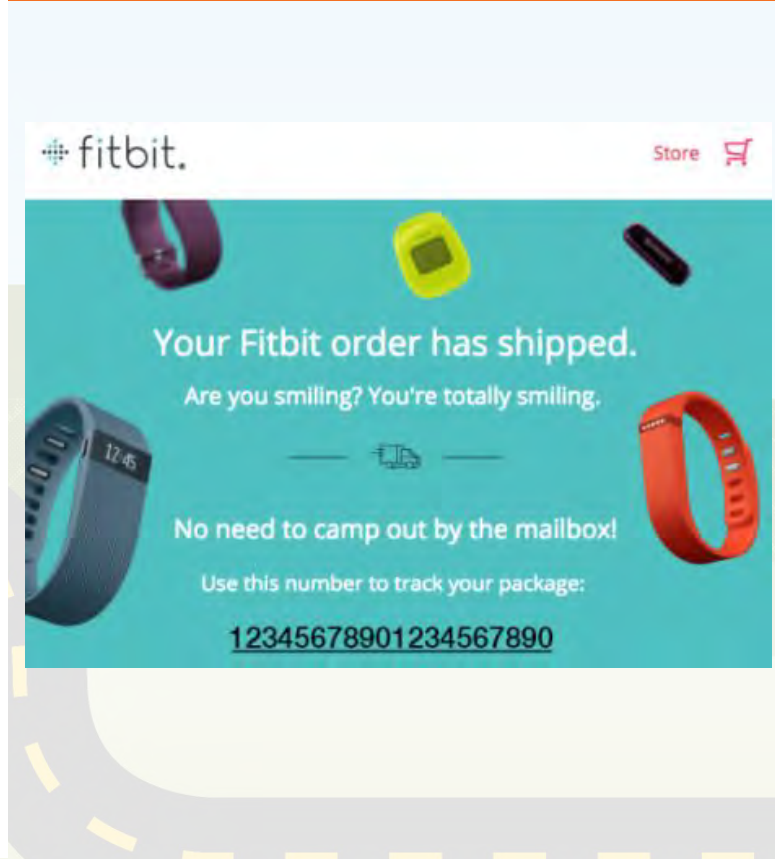 fitbit.
Store
Your Fitbit order has shipped.
Are you smiling? You're totally smiling.
12:45
No need to camp out by the mailbox!
Use this number to track your package:
12345678901234567890